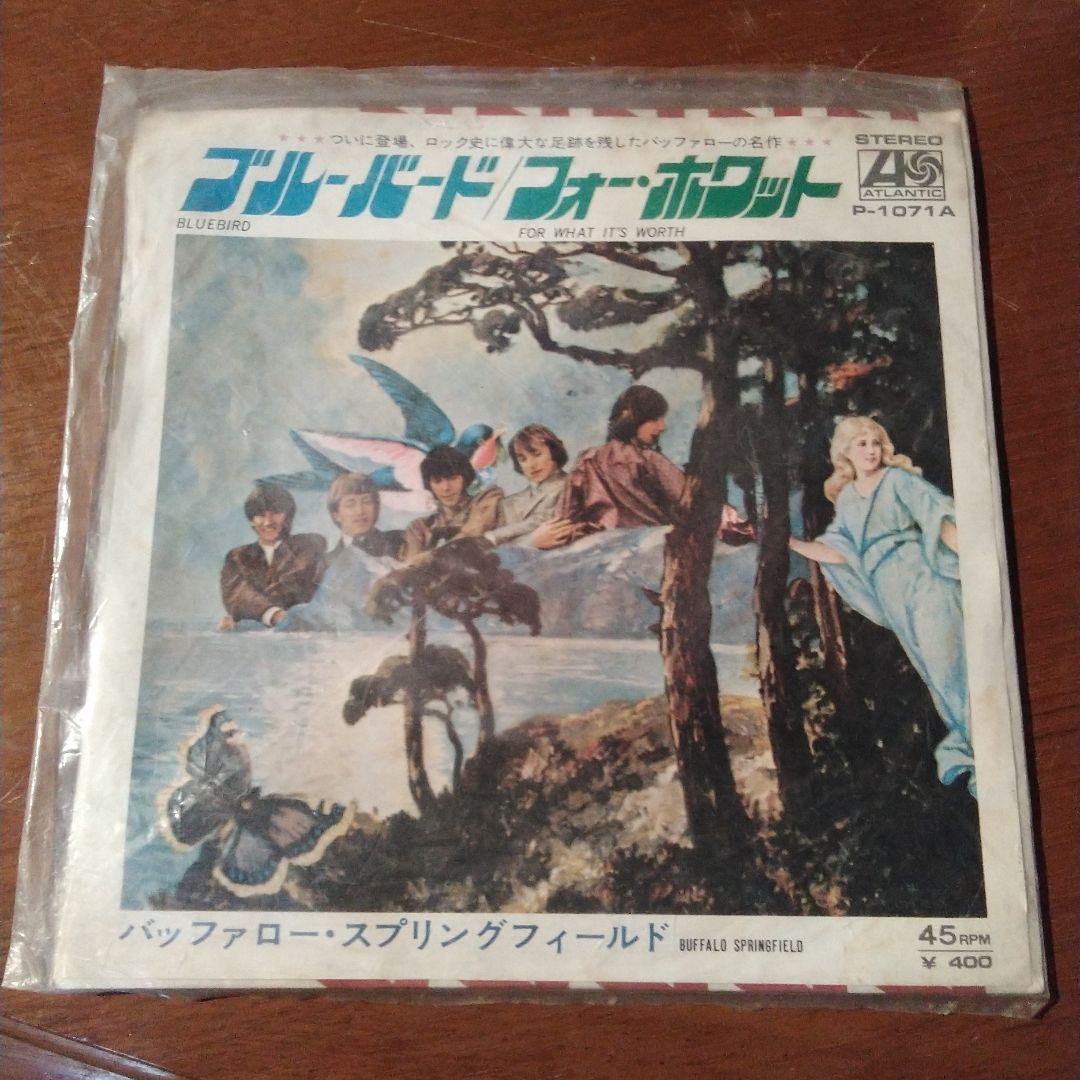 ★★★ついに登場、ロック史に偉大な足跡を残したバッファローの名作★★★
ブルーバード/フォー・ホワット
BLUEBIRD
FOR WHAT IT'S WORTH
STEREO
ATLANTIC
P-1071A
バッファロー・スプリングフィールド BUFFALO SPRINGFIELD
45RPM
¥ 400